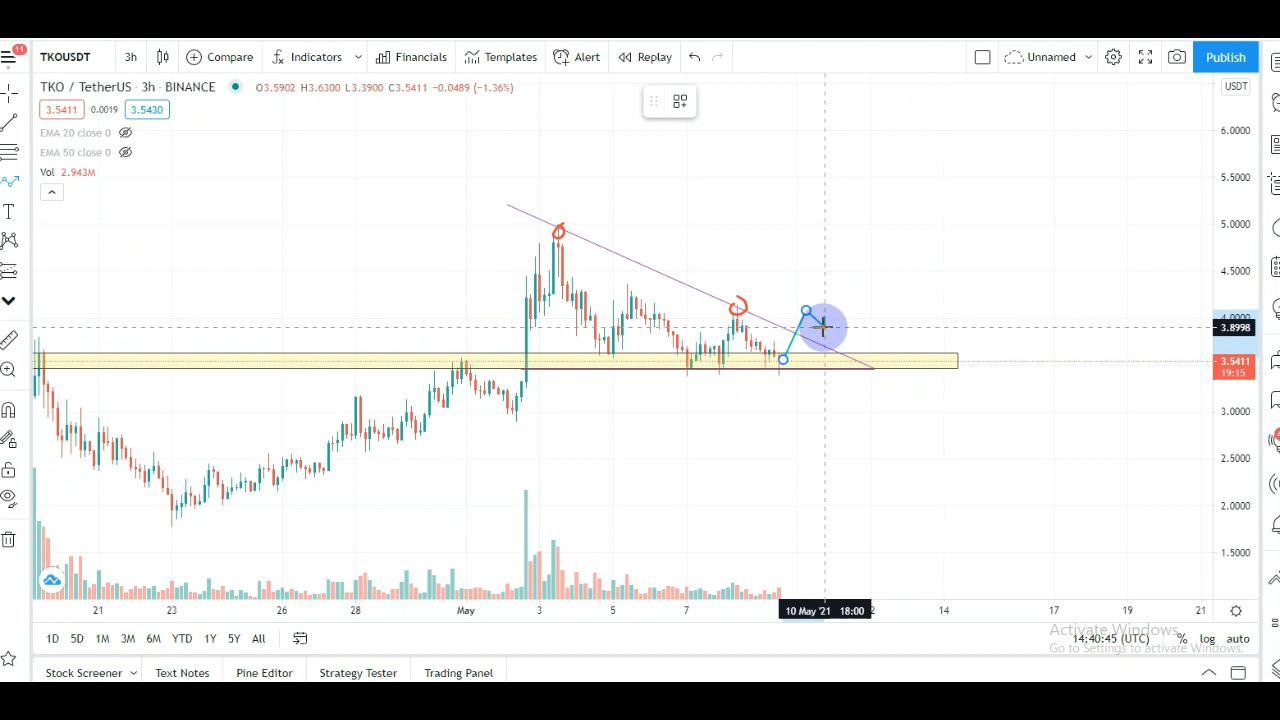 11
TKOUSDT 3h Compare Indicators Financials Templates Alert Replay Unnamed Publish
TKO / TetherUS · 3h · BINANCE O3.5902 H3.6300 L3.3900 C3.5411 −0.0489 (−1.36%) USDT
3.5411 0.0019 3.5430
EMA 20 close 0
EMA 50 close 0
Vol 2.943M
T
6.0000
5.5000
5.0000
4.5000
4.0000
3.8998
3.5411
19:15
3.0000
2.5000
2.0000
1.5000
21 23 26 28 May 3 5 7 10 May '21 18:00 2 14 17 19 21
Activate Windows
Go to Settings to activate Windows.
1D 5D 1M 3M 6M YTD 1Y 5Y All 14:40:45 (UTC) % log auto
Stock Screener Text Notes Pine Editor Strategy Tester Trading Panel